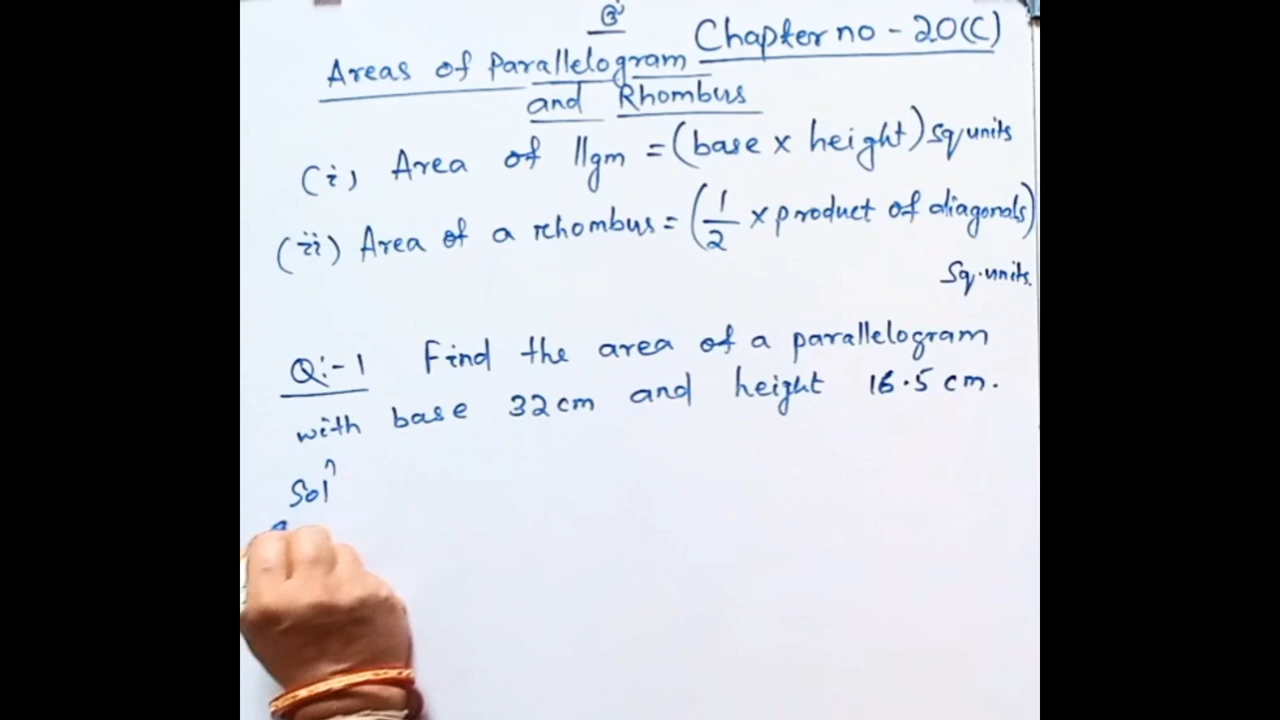 Chapter no - 20(C)
Areas of Parallelogram
and Rhombus
(i) Area of ||gm = (base x height) Sq units
(ii) Area of a rhombus = (1/2 x product of diagonals)
Sq.units.
Q:-1 Find the area of a parallelogram
with base 32cm and height 16.5 cm.
Solⁿ